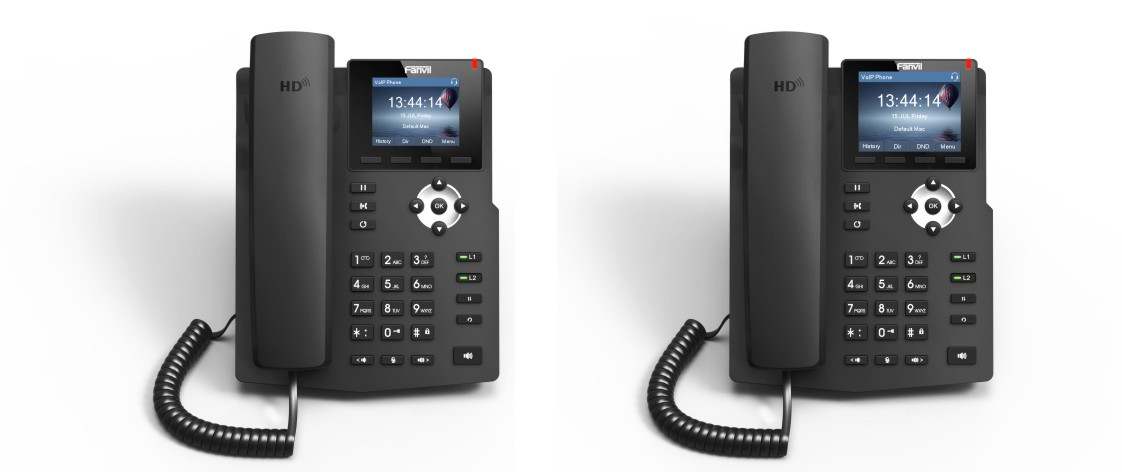 Fanvil
HD
VoIP Phone
13:44:14
15 JUL Friday
Default Mac
History Dir DND Menu
OK
1
2 ABC
3 ? DEF
L1
4 GHI
5 JKL
6 MNO
L2
7 PQRS
8 TUV
9 WXYZ
* :
0
#
Fanvil
HD
VoIP Phone
13:44:14
15 JUL Friday
Default Mac
History Dir DND Menu
OK
1
2 ABC
3 ? DEF
L1
4 GHI
5 JKL
6 MNO
L2
7 PQRS
8 TUV
9 WXYZ
* :
0
#